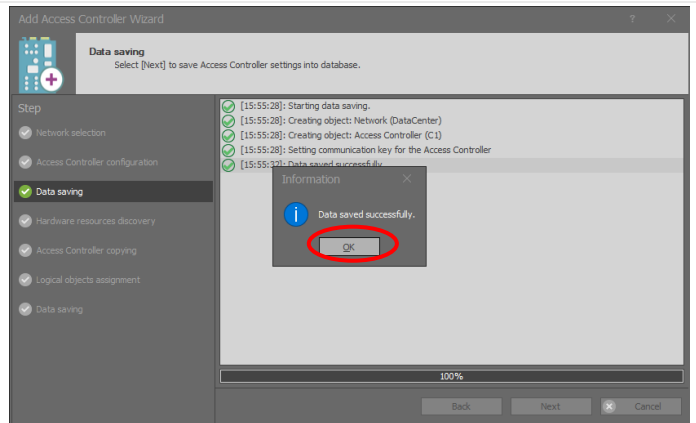 Add Access Controller Wizard
?
Data saving
Select [Next] to save Access Controller settings into database.
Step
Network selection
Access Controller configuration
Data saving
Hardware resources discovery
Access Controller copying
Logical objects assignment
Data saving
[15:55:28]: Starting data saving.
[15:55:28]: Creating object: Network (DataCenter)
[15:55:28]: Creating object: Access Controller (C1)
[15:55:28]: Setting communication key for the Access Controller
[15:55:32]: Data saved successfully.
Information
Data saved successfully.
OK
100%
Back
Next
Cancel